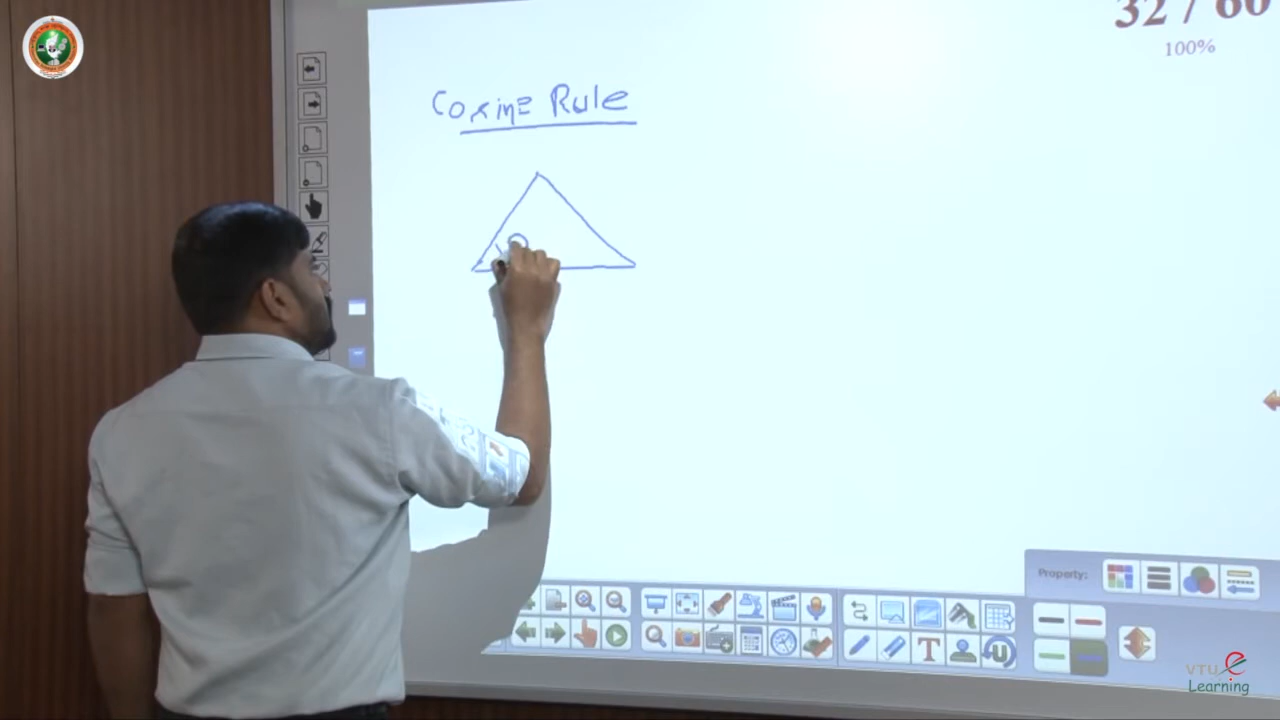 32 / 60
100%
Cosine Rule
Property:
T
VTU e
Learning